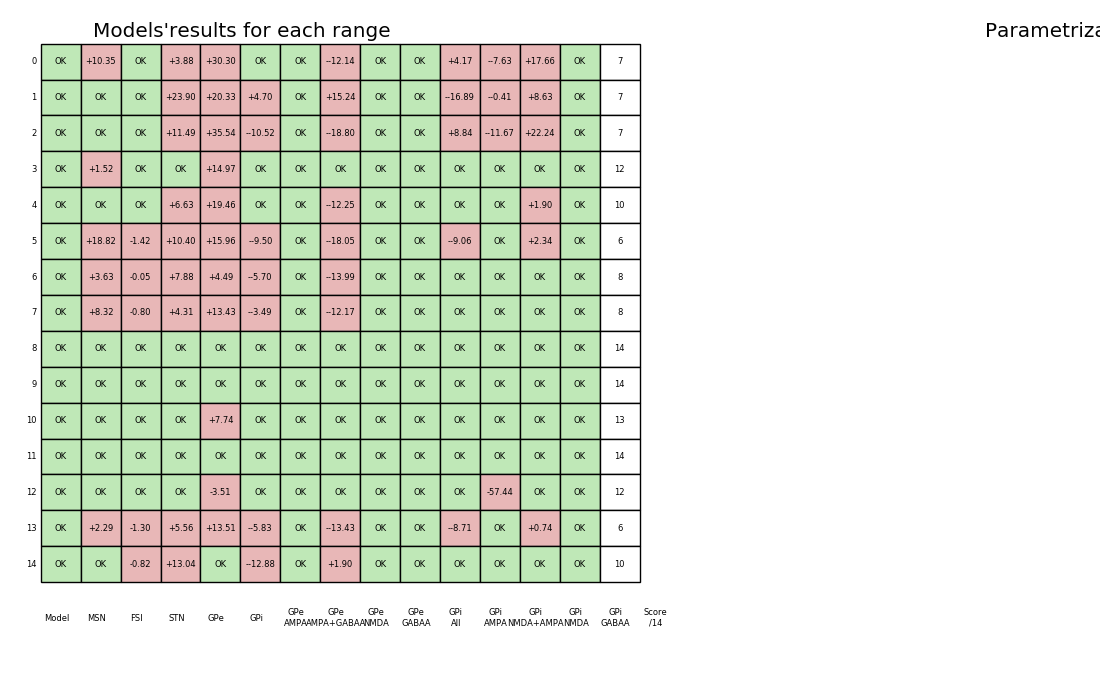 Models'results for each range
Parametriza
0 OK +10.35 OK +3.88 +30.30 OK OK --12.14 OK OK +4.17 --7.63 +17.66 OK 7
1 OK OK OK +23.90 +20.33 +4.70 OK +15.24 OK OK --16.89 --0.41 +8.63 OK 7
2 OK OK OK +11.49 +35.54 --10.52 OK --18.80 OK OK +8.84 --11.67 +22.24 OK 7
3 OK +1.52 OK OK +14.97 OK OK OK OK OK OK OK OK OK 12
4 OK OK OK +6.63 +19.46 OK OK --12.25 OK OK OK OK +1.90 OK 10
5 OK +18.82 -1.42 +10.40 +15.96 --9.50 OK --18.05 OK OK --9.06 OK +2.34 OK 6
6 OK +3.63 -0.05 +7.88 +4.49 --5.70 OK --13.99 OK OK OK OK OK OK 8
7 OK +8.32 -0.80 +4.31 +13.43 --3.49 OK --12.17 OK OK OK OK OK OK 8
8 OK OK OK OK OK OK OK OK OK OK OK OK OK OK 14
9 OK OK OK OK OK OK OK OK OK OK OK OK OK OK 14
10 OK OK OK OK +7.74 OK OK OK OK OK OK OK OK OK 13
11 OK OK OK OK OK OK OK OK OK OK OK OK OK OK 14
12 OK OK OK OK -3.51 OK OK OK OK OK OK -57.44 OK OK 12
13 OK +2.29 -1.30 +5.56 +13.51 --5.83 OK --13.43 OK OK --8.71 OK +0.74 OK 6
14 OK OK -0.82 +13.04 OK --12.88 OK +1.90 OK OK OK OK OK OK 10
Model MSN FSI STN GPe GPi GPe GPe GPe GPe GPi GPi GPi GPi GPi Score
AMPA AMPA+GABAA NMDA GABAA All AMPA NMDA+AMPA NMDA GABAA /14